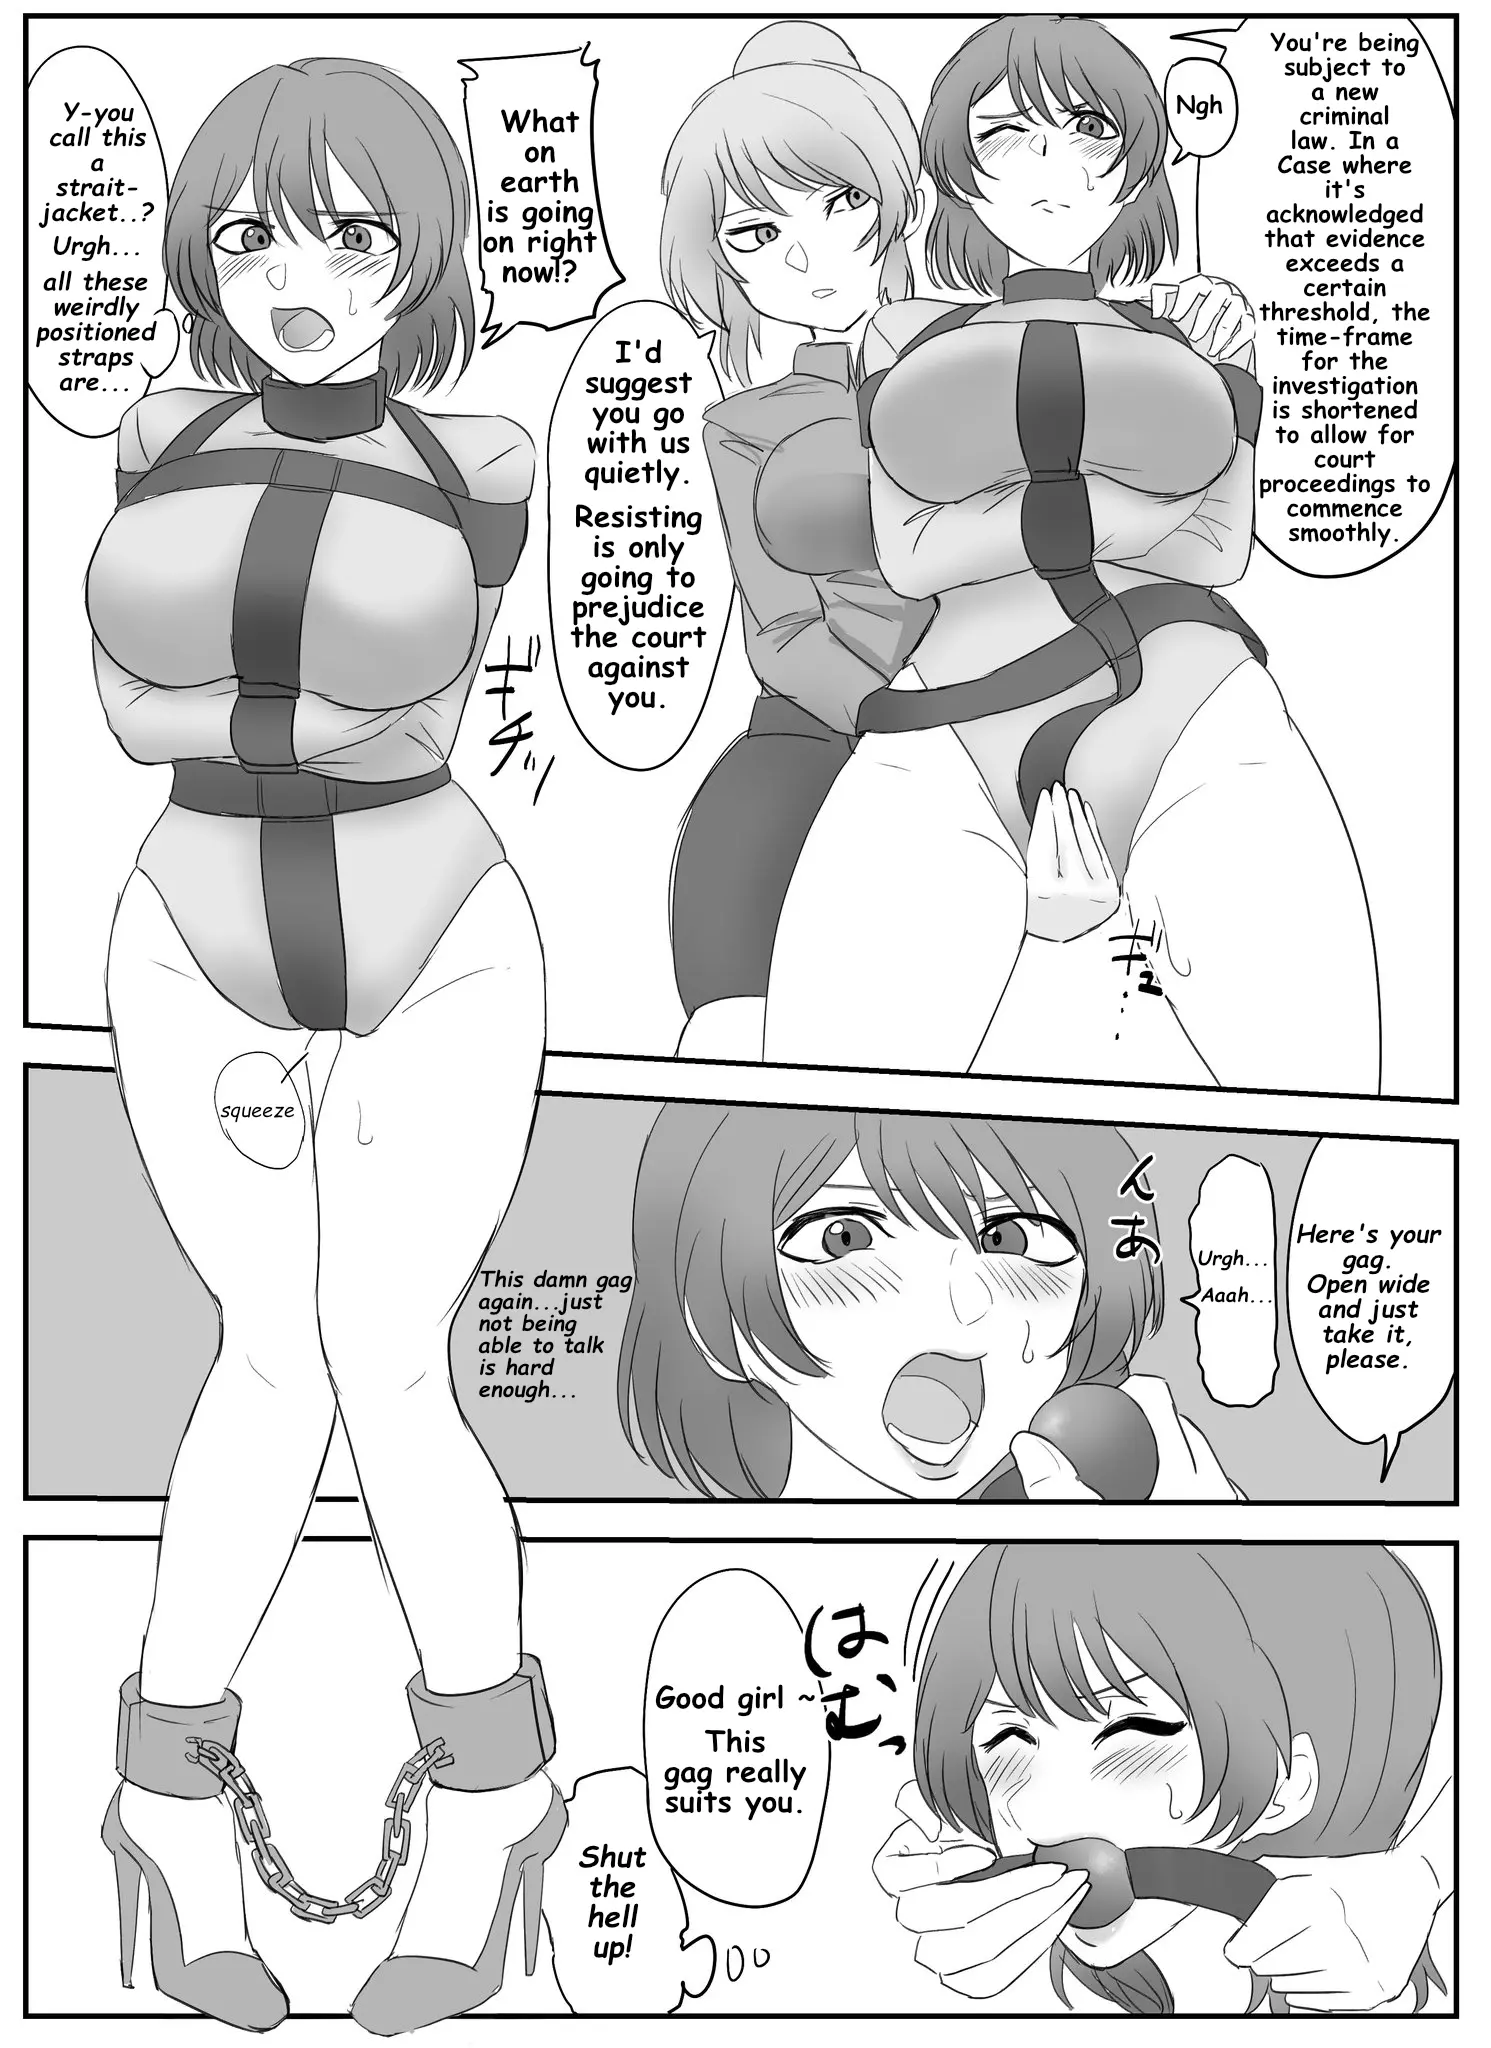 You're being
subject to
a new
criminal
law. In a
Case where
it's
acknowledged
that evidence
exceeds a
certain
threshold, the
time-frame
for the
investigation
is shortened
to allow for
court
proceedings to
commence
smoothly.
Ngh
I'd
suggest
you go
with us
quietly.
Resisting
is only
going to
prejudice
the court
against
you.
ギュ...
What
on
earth
is going
on right
now!?
Y-you
call this
a
strait-
jacket..?
Urgh...
all these
weirdly
positioned
straps
are...
ギチッ
squeeze
Here's your
gag.
Open wide
and just
take it,
please.
Urgh...
Aaah...
んあ
This damn gag
again...just
not being
able to talk
is hard
enough...
はむっ
Good girl ~
This
gag really
suits you.
Shut
the
hell
up!